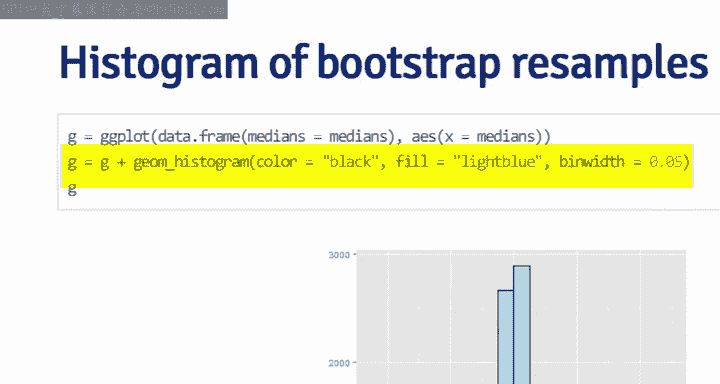 Histogram of bootstrap resamples
g = ggplot(data.frame(medians = medians), aes(x = medians))
g = g + geom_histogram(color = "black", fill = "lightblue", binwidth = 0.05)
g
3000
2000